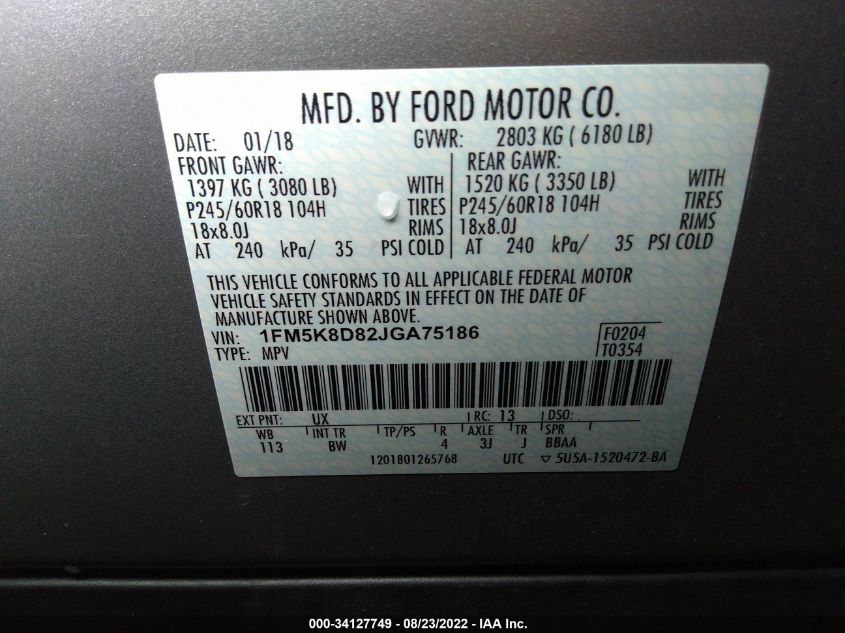 MFD. BY FORD MOTOR CO.
DATE: 01/18 GVWR: 2803 KG ( 6180 LB)
FRONT GAWR: REAR GAWR:
1397 KG ( 3080 LB) WITH 1520 KG ( 3350 LB) WITH
P245/60R18 104H TIRES P245/60R18 104H TIRES
18x8.0J RIMS 18x8.0J RIMS
AT 240 kPa/ 35 PSI COLD AT 240 kPa/ 35 PSI COLD
THIS VEHICLE CONFORMS TO ALL APPLICABLE FEDERAL MOTOR
VEHICLE SAFETY STANDARDS IN EFFECT ON THE DATE OF
MANUFACTURE SHOWN ABOVE.
VIN: 1FM5K8D82JGA75186 F0204
TYPE: MPV T0354
EXT PNT: UX RC: 13 DSO:
WB INT TR TP/PS R AXLE TR SPR
113 BW 4 3J J BBAA
1201801265768 UTC ▽ 5U5A-1520472-BA
000-34127749 - 08/23/2022 - IAA Inc.